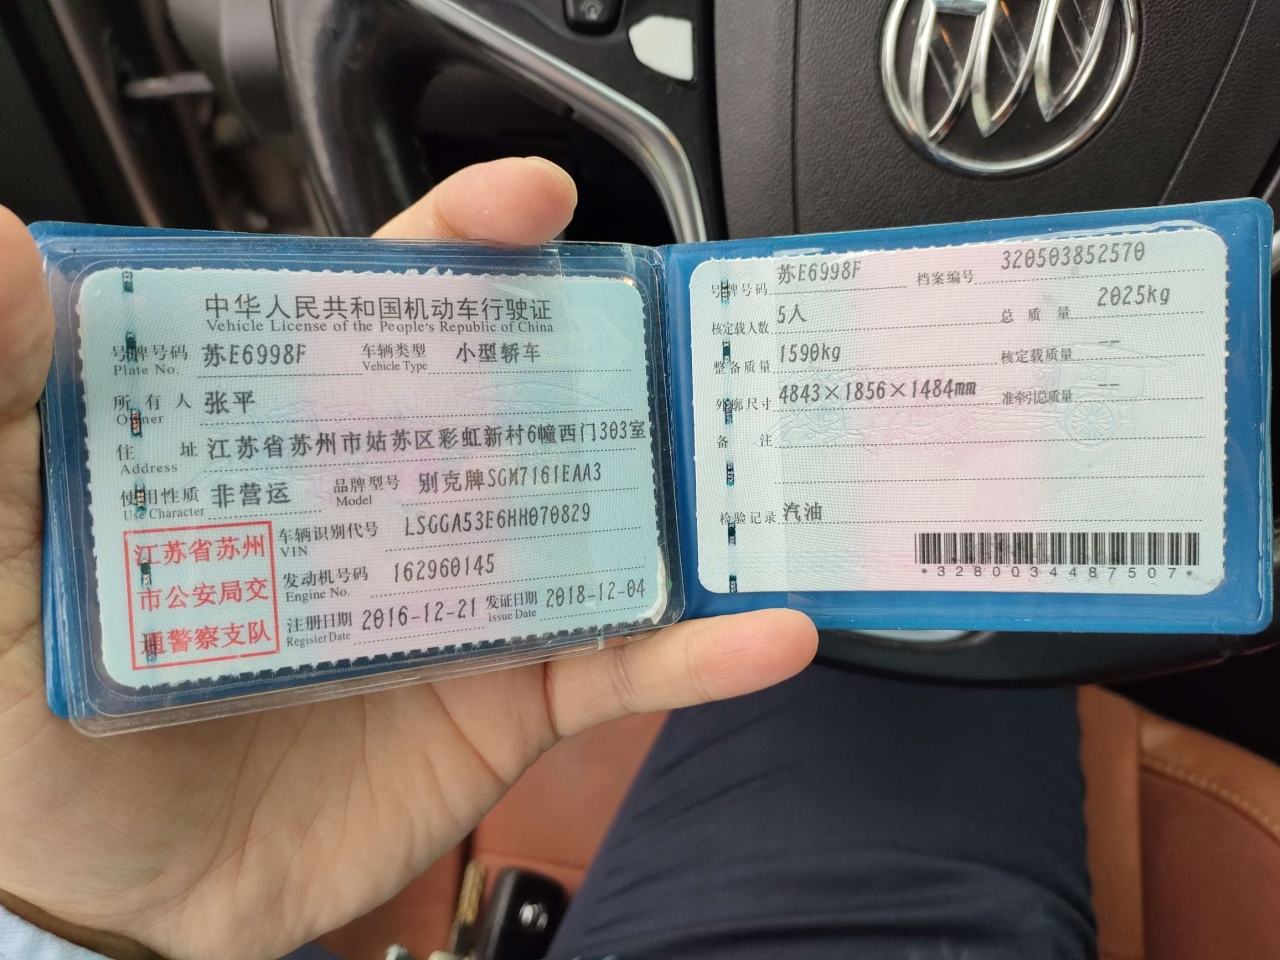 中华人民共和国机动车行驶证
Vehicle License of the People's Republic of China
号牌号码 苏E6998F 车辆类型 小型轿车
Plate No. Vehicle Type
所有人 张平
Owner
住址 江苏省苏州市姑苏区彩虹新村6幢西门303室
Address
使用性质 非营运 品牌型号 别克牌SGM7161EAA3
Use Character Model
江苏省苏州
市公安局交
通警察支队
车辆识别代号 LSGGA53E6HH070829
VIN
发动机号码 162960145
Engine No.
注册日期 2016-12-21 发证日期 2018-12-04
Register Date Issue Date
号牌号码 苏E6998F 档案编号 320503852570
核定载人数 5人 总质量 2025kg
整备质量 1590kg 核定载质量 --
外廓尺寸 4843×1856×1484mm 准牵引总质量 --
备注
检验记录 汽油
*3280034487507*